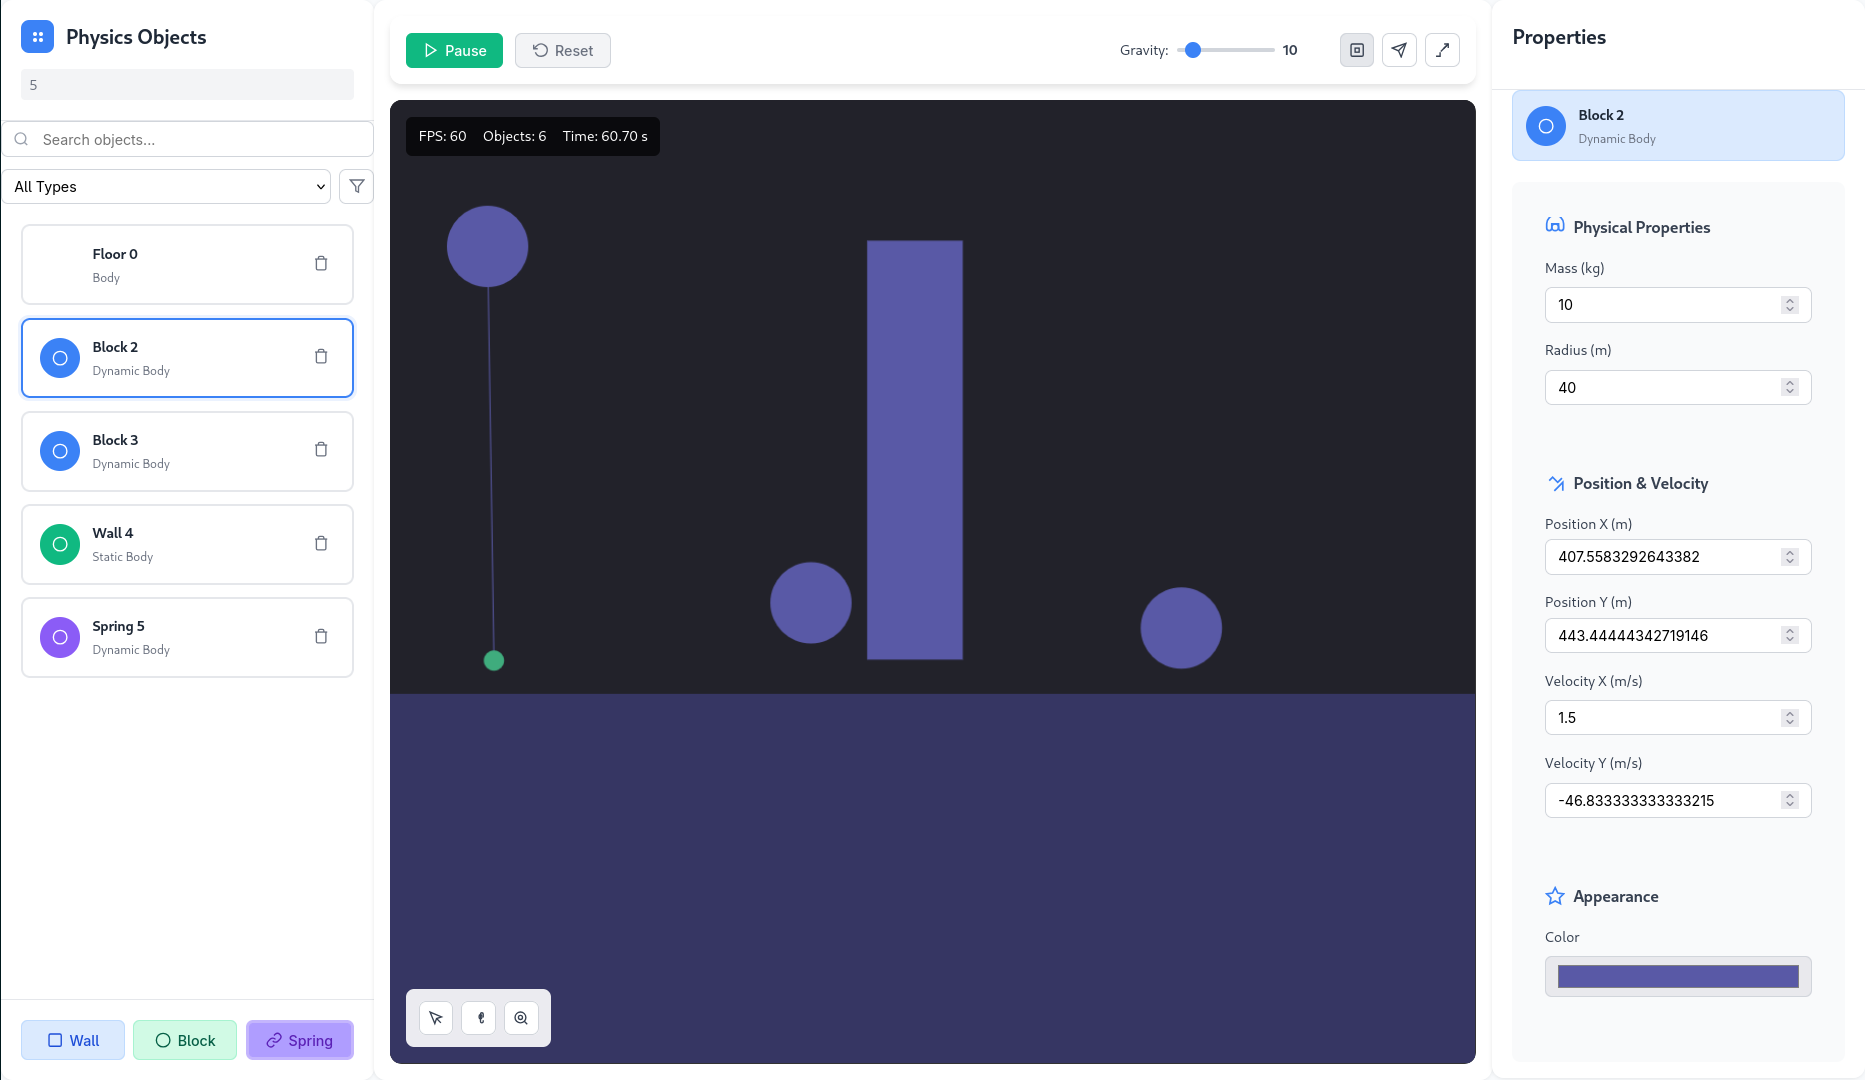 Physics Objects
5
Search objects...
All Types
Floor 0
Body
Block 2
Dynamic Body
Block 3
Dynamic Body
Wall 4
Static Body
Spring 5
Dynamic Body
Wall
Block
Spring
Pause
Reset
Gravity:
10
FPS: 60
Objects: 6
Time: 60.70 s
Properties
Block 2
Dynamic Body
Physical Properties
Mass (kg)
10
Radius (m)
40
Position & Velocity
Position X (m)
407.5583292643382
Position Y (m)
443.44444342719146
Velocity X (m/s)
1.5
Velocity Y (m/s)
-46.833333333333215
Appearance
Color